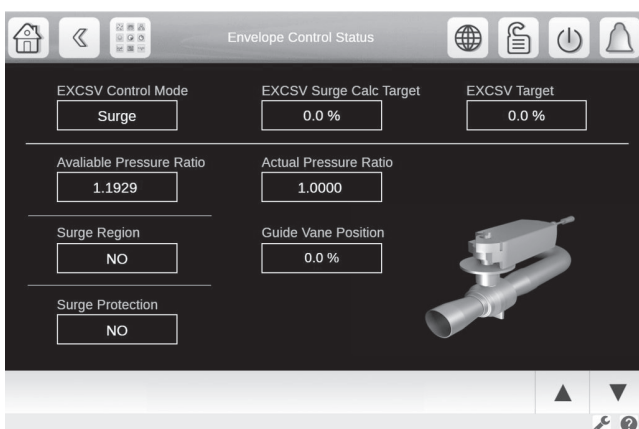 Envelope Control Status
EXCSV Control Mode
Surge
EXCSV Surge Calc Target
0.0 %
EXCSV Target
0.0 %
Avaliable Pressure Ratio
1.1929
Actual Pressure Ratio
1.0000
Surge Region
NO
Guide Vane Position
0.0 %
Surge Protection
NO